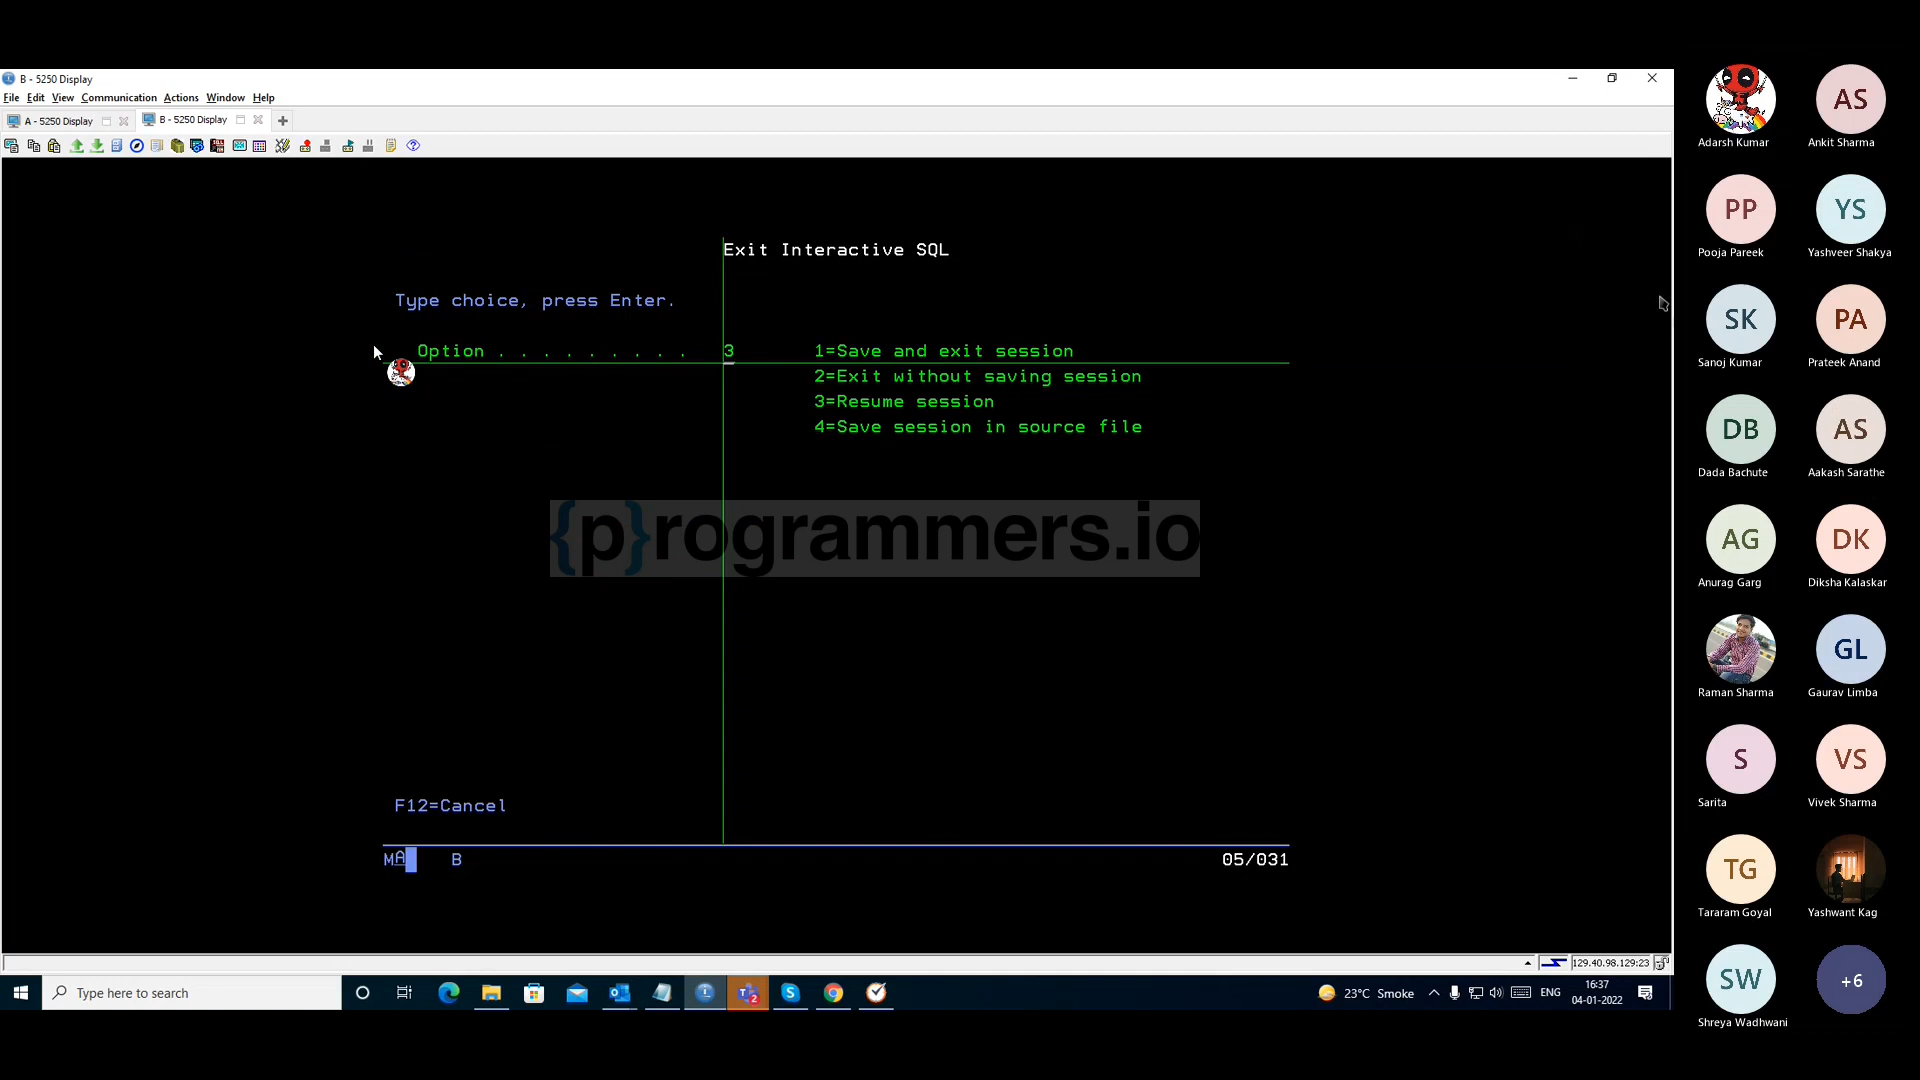 B - 5250 Display
File Edit View Communication Actions Window Help
A - 5250 Display
B - 5250 Display
Exit Interactive SQL
Type choice, press Enter.
Option . . . . . . . . . 3 1=Save and exit session
2=Exit without saving session
3=Resume session
4=Save session in source file
{p}rogrammers.io
F12=Cancel
MA B 05/031
129.40.98.129:23
Type here to search
2
23°C Smoke
ENG
16:37
04-01-2022
Adarsh Kumar
AS
Ankit Sharma
PP
Pooja Pareek
YS
Yashveer Shakya
SK
Sanoj Kumar
PA
Prateek Anand
DB
Dada Bachute
AS
Aakash Sarathe
AG
Anurag Garg
DK
Diksha Kalaskar
Raman Sharma
GL
Gaurav Limba
S
Sarita
VS
Vivek Sharma
TG
Tararam Goyal
Yashwant Kag
SW
Shreya Wadhwani
+6